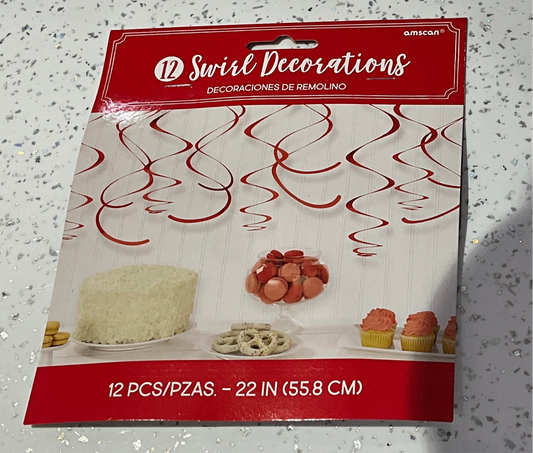 amscan®
12 Swirl Decorations
DECORACIONES DE REMOLINO
12 PCS/PZAS. – 22 IN (55.8 CM)